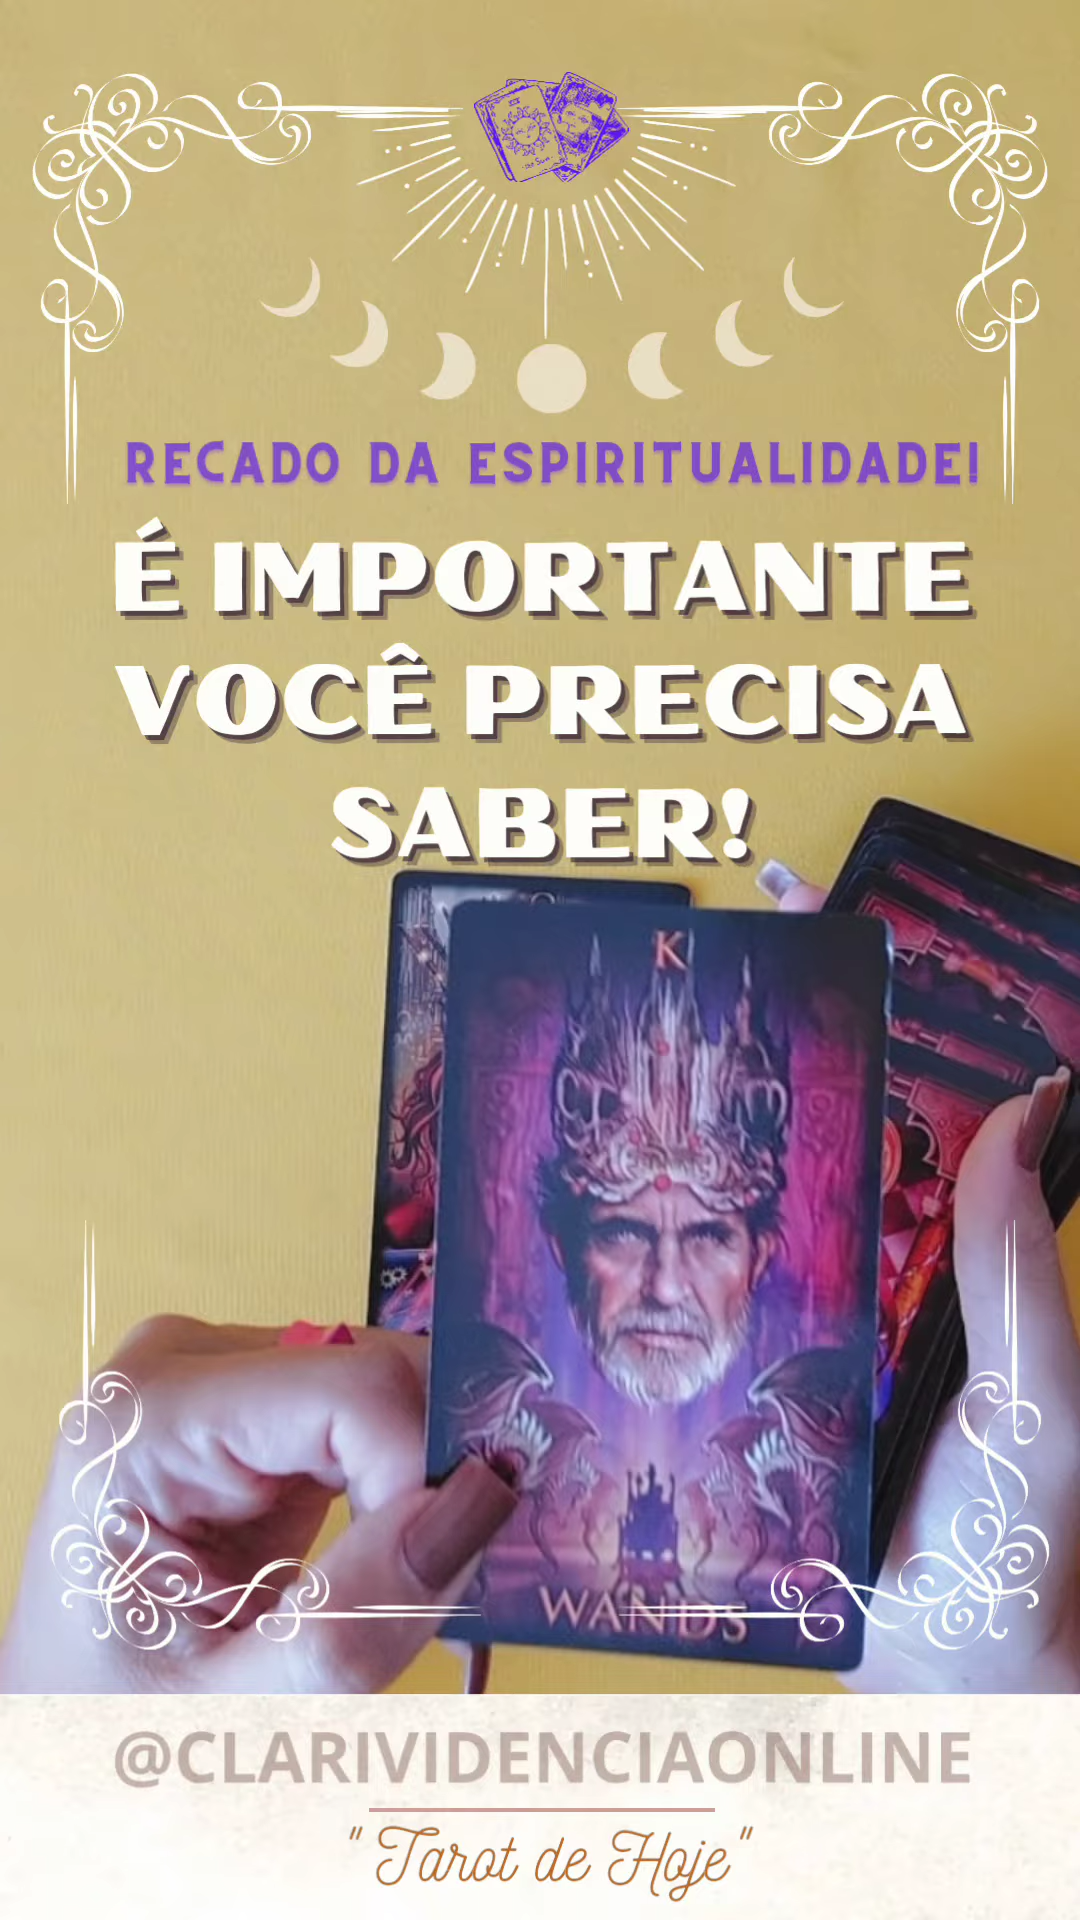 RECADO DA ESPIRITUALIDADE!
É IMPORTANTE
VOCÊ PRECISA
SABER!
K
WANDS
@CLARIVIDENCIAONLINE
"Tarot de Hoje"